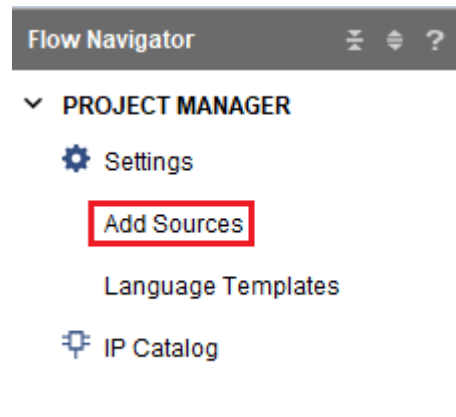 Flow Navigator ?
PROJECT MANAGER
Settings
Add Sources
Language Templates
IP Catalog